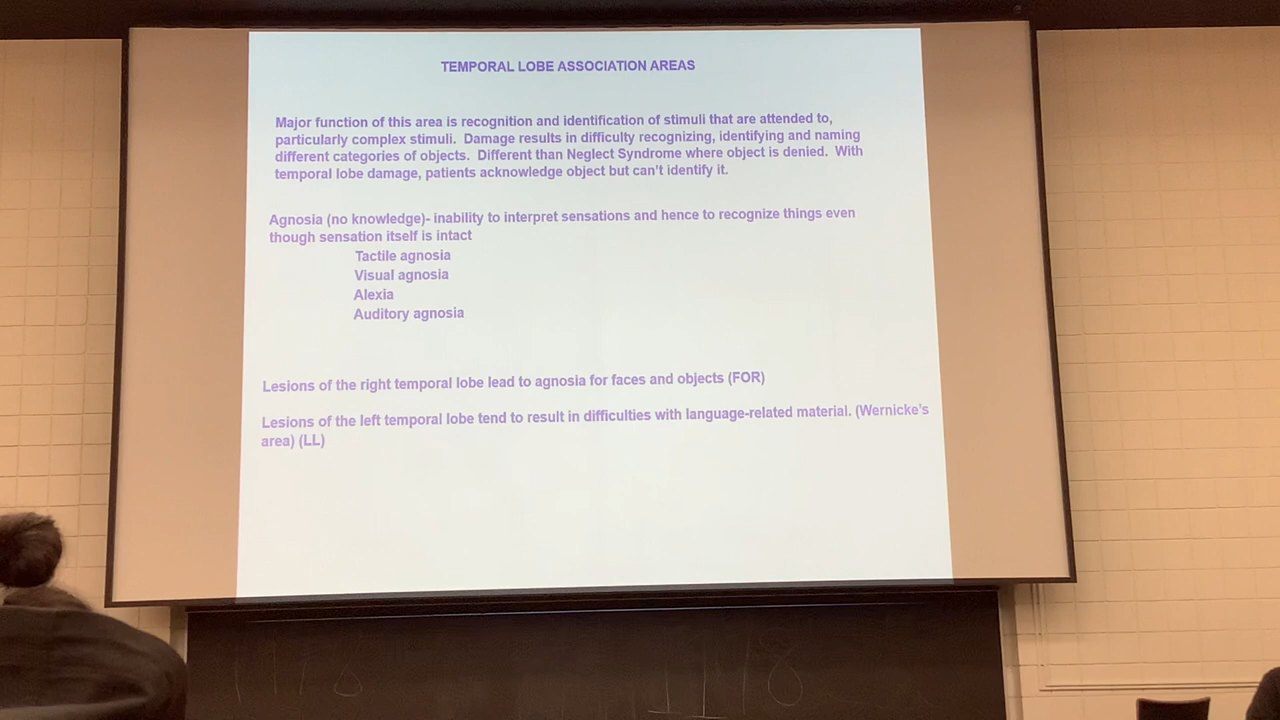 TEMPORAL LOBE ASSOCIATION AREAS
Major function of this area is recognition and identification of stimuli that are attended to,
particularly complex stimuli.  Damage results in difficulty recognizing, identifying and naming
different categories of objects.  Different than Neglect Syndrome where object is denied.  With
temporal lobe damage, patients acknowledge object but can't identify it.
Agnosia (no knowledge)- inability to interpret sensations and hence to recognize things even
though sensation itself is intact
Tactile agnosia
Visual agnosia
Alexia
Auditory agnosia
Lesions of the right temporal lobe lead to agnosia for faces and objects (FOR)
Lesions of the left temporal lobe tend to result in difficulties with language-related material. (Wernicke's
area) (LL)